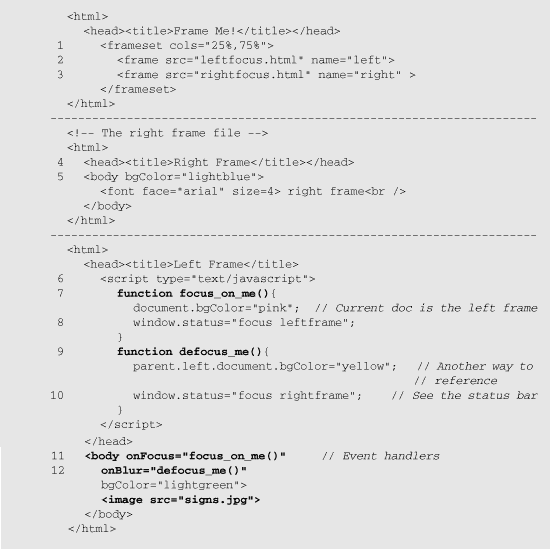 <html>
<head><title>Frame Me!</title></head>
1 <frameset cols="25%,75%">
2 <frame src="leftfocus.html" name="left">
3 <frame src="rightfocus.html" name="right" >
</frameset>
</html>
-----------------------------------------------------------------
<!-- The right frame file -->
<html>
4 <head><title>Right Frame</title></head>
5 <body bgColor="lightblue">
<font face="arial" size=4> right frame<br />
</body>
</html>
-----------------------------------------------------------------
<html>
<head><title>Left Frame</title>
6 <script type="text/javascript">
7 function focus_on_me(){
document.bgColor="pink"; // Current doc is the left frame
8 window.status="focus leftframe";
}
9 function defocus_me(){
parent.left.document.bgColor="yellow"; // Another way to
// reference
10 window.status="focus rightframe"; // See the status bar
}
</script>
</head>
11 <body onFocus="focus_on_me()" // Event handlers
12 onBlur="defocus_me()"
bgColor="lightgreen">
<image src="signs.jpg">
</body>
</html>